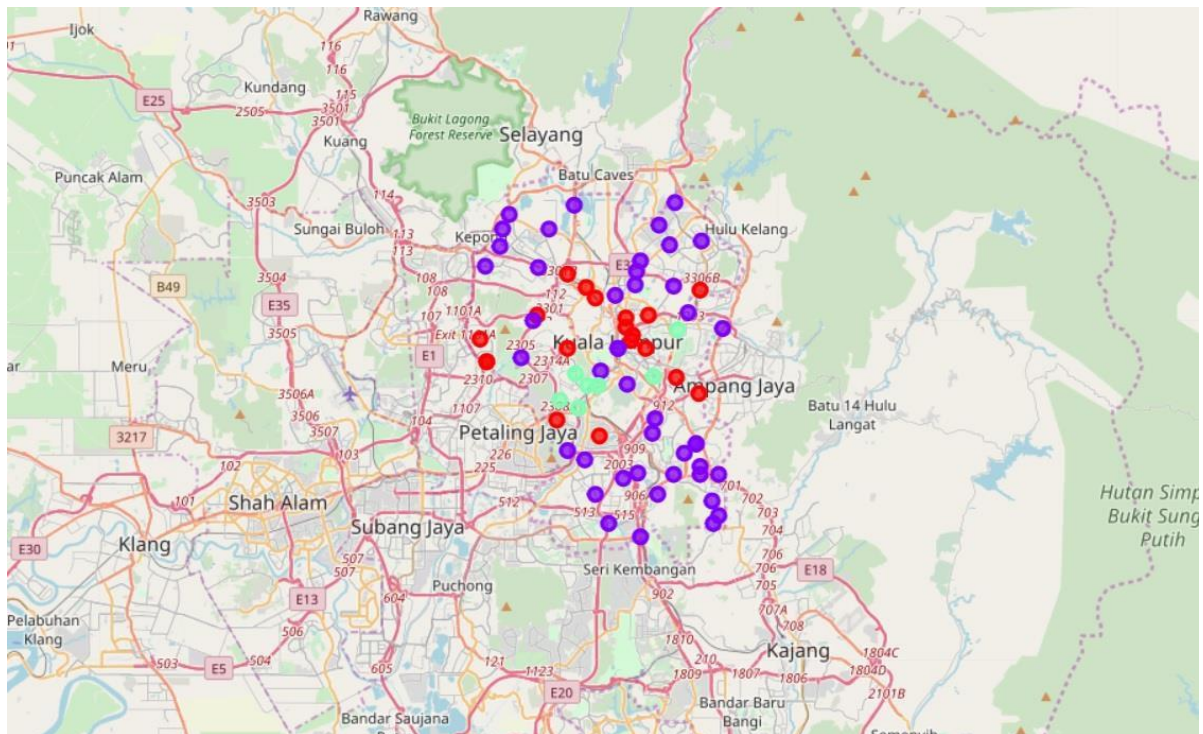 Rawang
Ijok
116
116
Kundang
E25
115
3501
2505
3501
Kuang
Bukit Lagong
Forest Reserve
Selayang
Puncak Alam
Batu Caves
114
3503
Sungai Buloh
113
113
Kepong
Hulu Kelang
108
B49
3504
108
112
3306B
E35
107
1101A
2305
3505
Kuala Lumpur
E1
2314A
Meru
2310
2307
3506A
Ampang Jaya
3506
1107
912
Batu 14 Hulu
Langat
3507
104
3217
Petaling Jaya
102
103
226
909
225
2003
101
Shah Alam
512
701
702
Hutan Simp
Bukit Sung
Putih
513
515
703
Subang Jaya
704
Klang
E30
507
706
507
Seri Kembangan
706
E18
Puchong
705
E13
604
902
707A
Pelabuhan
Klang
506
708
1810
Kajang
503
504
605
121
210
1804C
E5
1123
1809
1807
1806
1804D
E20
2101B
Bandar Saujana
Bandar Baru
Bangi